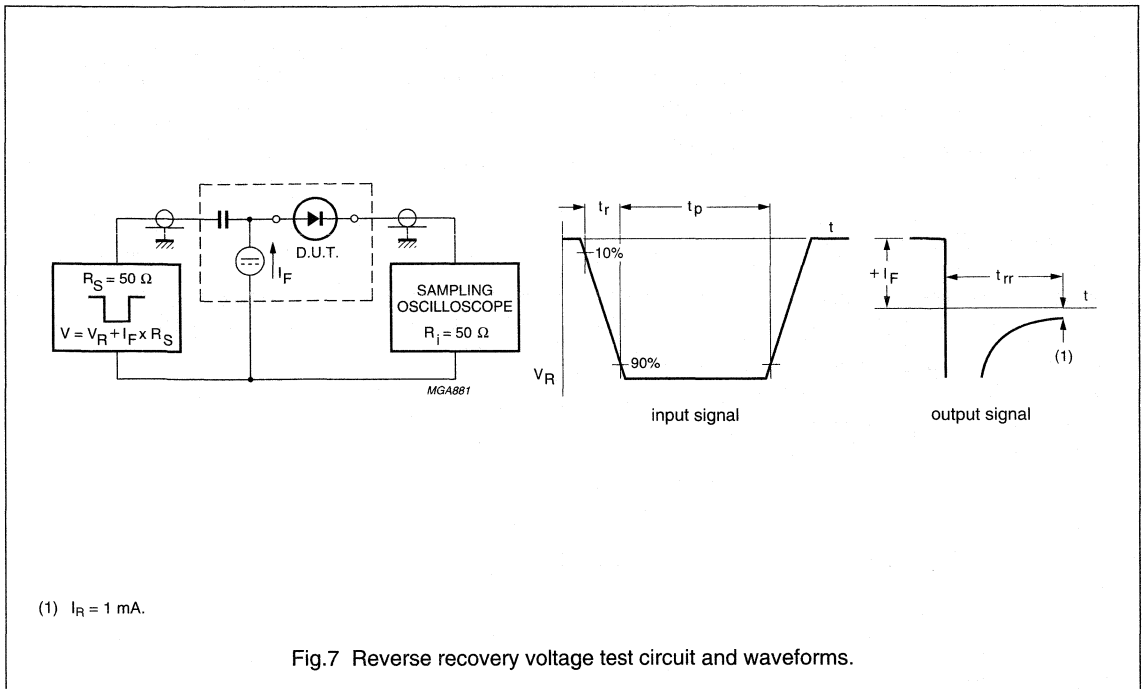 D.U.T.
I_F
R_S = 50 Ω
V = V_R + I_F x R_S
SAMPLING
OSCILLOSCOPE
R_i = 50 Ω
MGA881
t_r
t_p
t
10%
90%
V_R
input signal
+ I_F
t_rr
t
(1)
output signal
(1) I_R = 1 mA.
Fig.7 Reverse recovery voltage test circuit and waveforms.